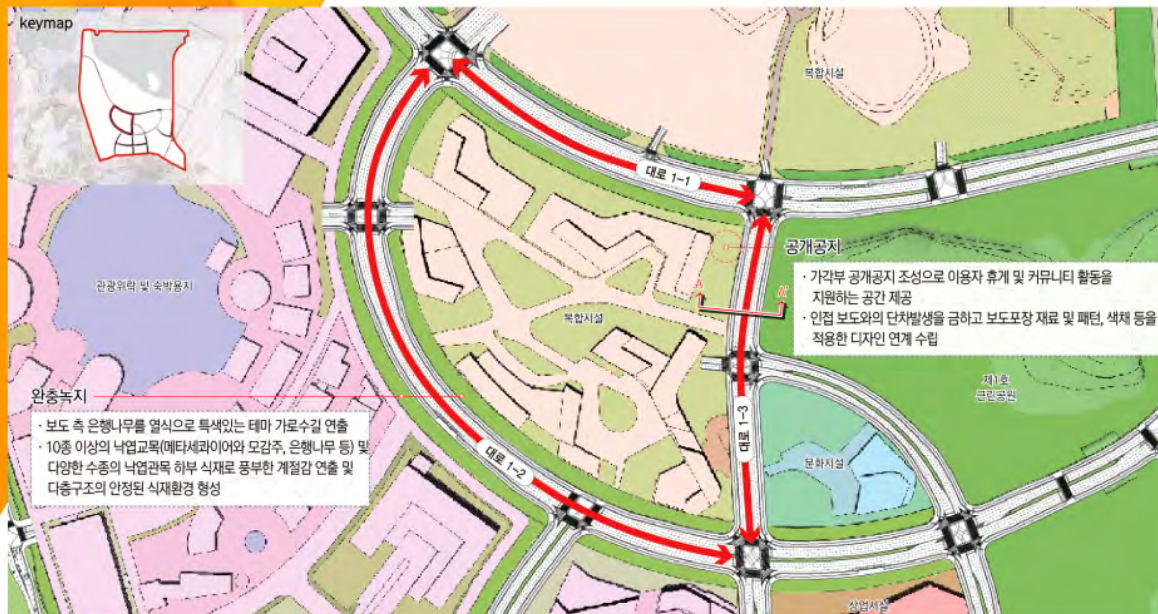 keymap
복합시설
대로 1-1
공개공지
· 가각부 공개공지 조성으로 이용자 휴게 및 커뮤니티 활동을
지원하는 공간 제공
· 인접 보도와의 단차발생을 금하고 보도포장 재료 및 패턴, 색채 등을
적용한 디자인 연계 수립
A
A'
관광위락 및 숙박용지
복합시설
제1호
근린공원
완충녹지
· 보도 측 은행나무를 열식으로 특색있는 테마 가로수길 연출
· 10종 이상의 낙엽교목(메타세콰이어와 모감주, 은행나무 등) 및
다양한 수종의 낙엽관목 하부 식재로 풍부한 계절감 연출 및
다층구조의 안정된 식재환경 형성
대로 1-2
대로 1-3
문화시설
상업시설